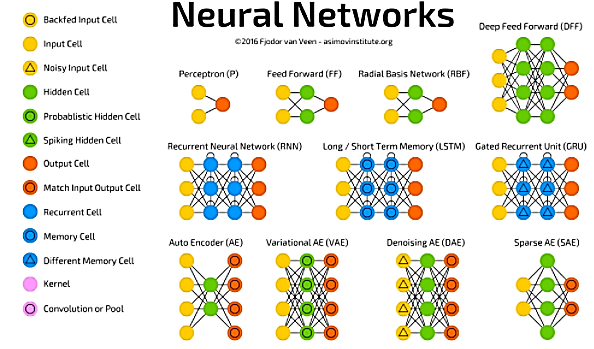 Neural Networks
©2016 Fjodor van Veen - asimovinstitute.org
Backfed Input Cell
Input Cell
Noisy Input Cell
Hidden Cell
Probablistic Hidden Cell
Spiking Hidden Cell
Output Cell
Match Input Output Cell
Recurrent Cell
Memory Cell
Different Memory Cell
Kernel
Convolution or Pool
Deep Feed Forward (DFF)
Perceptron (P)
Feed Forward (FF)
Radial Basis Network (RBF)
Recurrent Neural Network (RNN)
Long / Short Term Memory (LSTM)
Gated Recurrent Unit (GRU)
Auto Encoder (AE)
Variational AE (VAE)
Denoising AE (DAE)
Sparse AE (SAE)